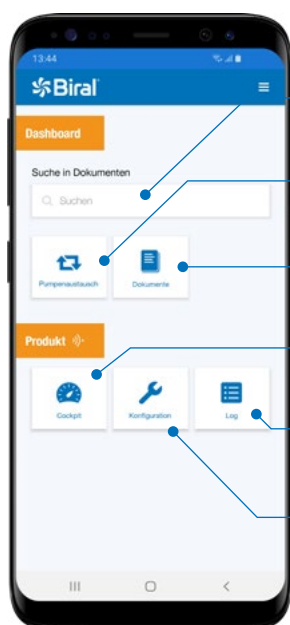 13:44
Biral
Dashboard
Suche in Dokumenten
Suchen
Pumpenaustausch
Dokumente
Produkt
Cockpit
Konfiguration
Log